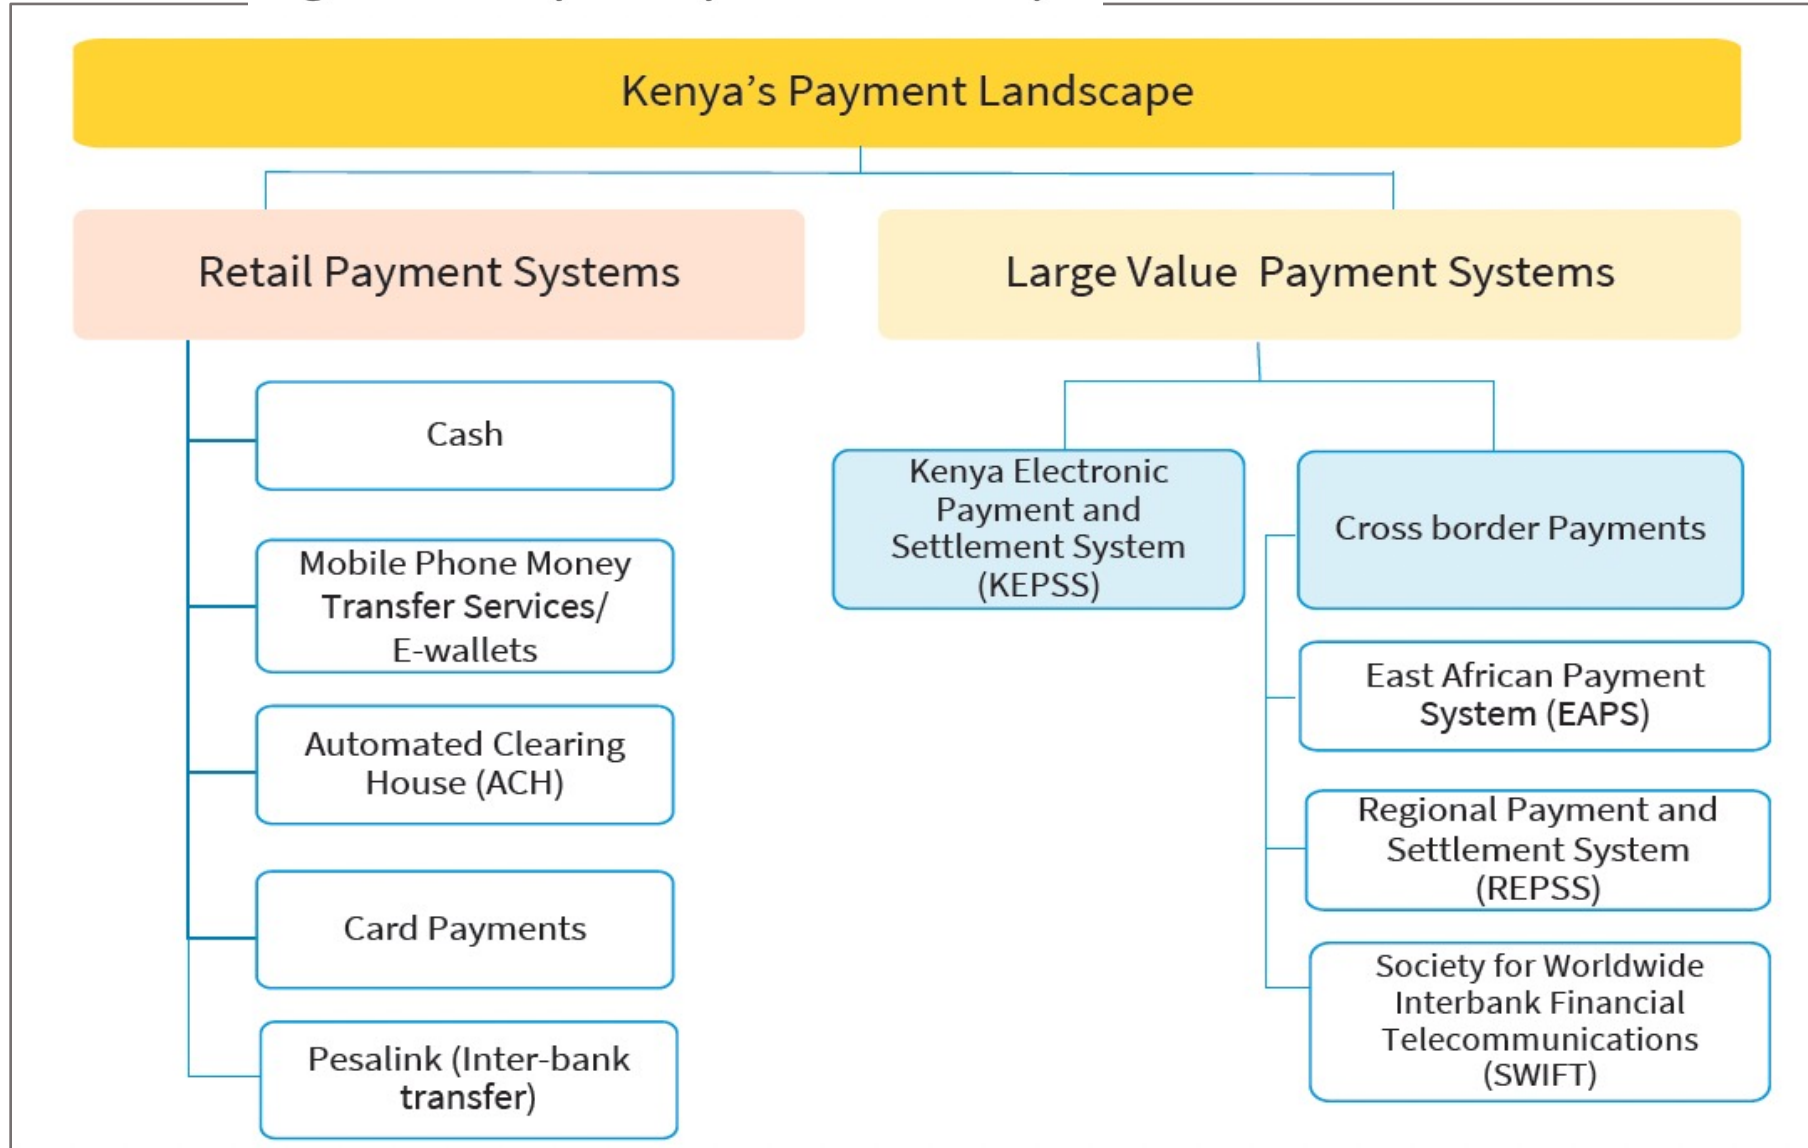 Kenya’s Payment Landscape
Retail Payment Systems
Cash
Mobile Phone Money
Transfer Services/
E-wallets
Automated Clearing
House (ACH)
Card Payments
Pesalink (Inter-bank
transfer)
Large Value Payment Systems
Kenya Electronic
Payment and
Settlement System
(KEPSS)
Cross border Payments
East African Payment
System (EAPS)
Regional Payment and
Settlement System
(REPSS)
Society for Worldwide
Interbank Financial
Telecommunications
(SWIFT)